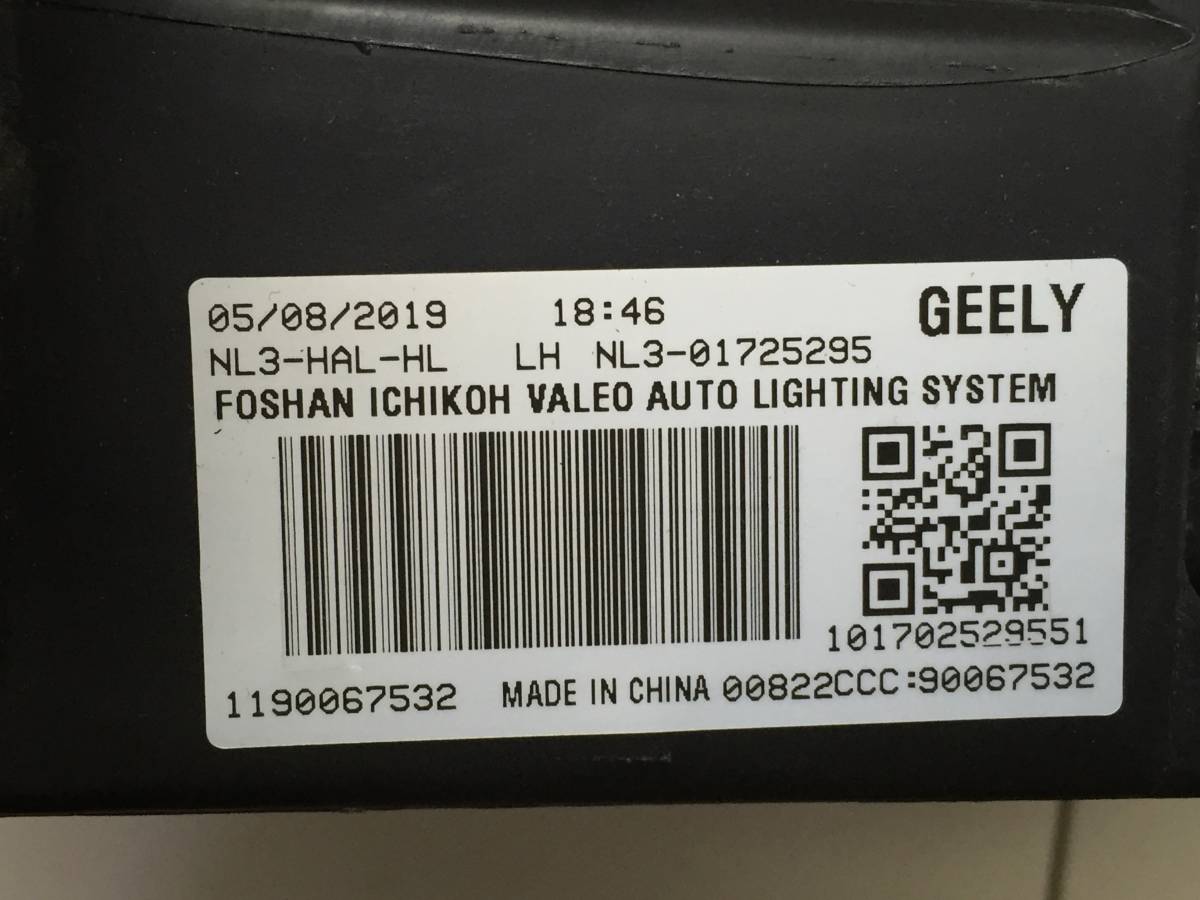 05/08/2019 18:46 GEELY
NL3-HAL-HL LH NL3-01725295
FOSHAN ICHIKOH VALEO AUTO LIGHTING SYSTEM
101702529551
1190067532 MADE IN CHINA 00822CCC:90067532